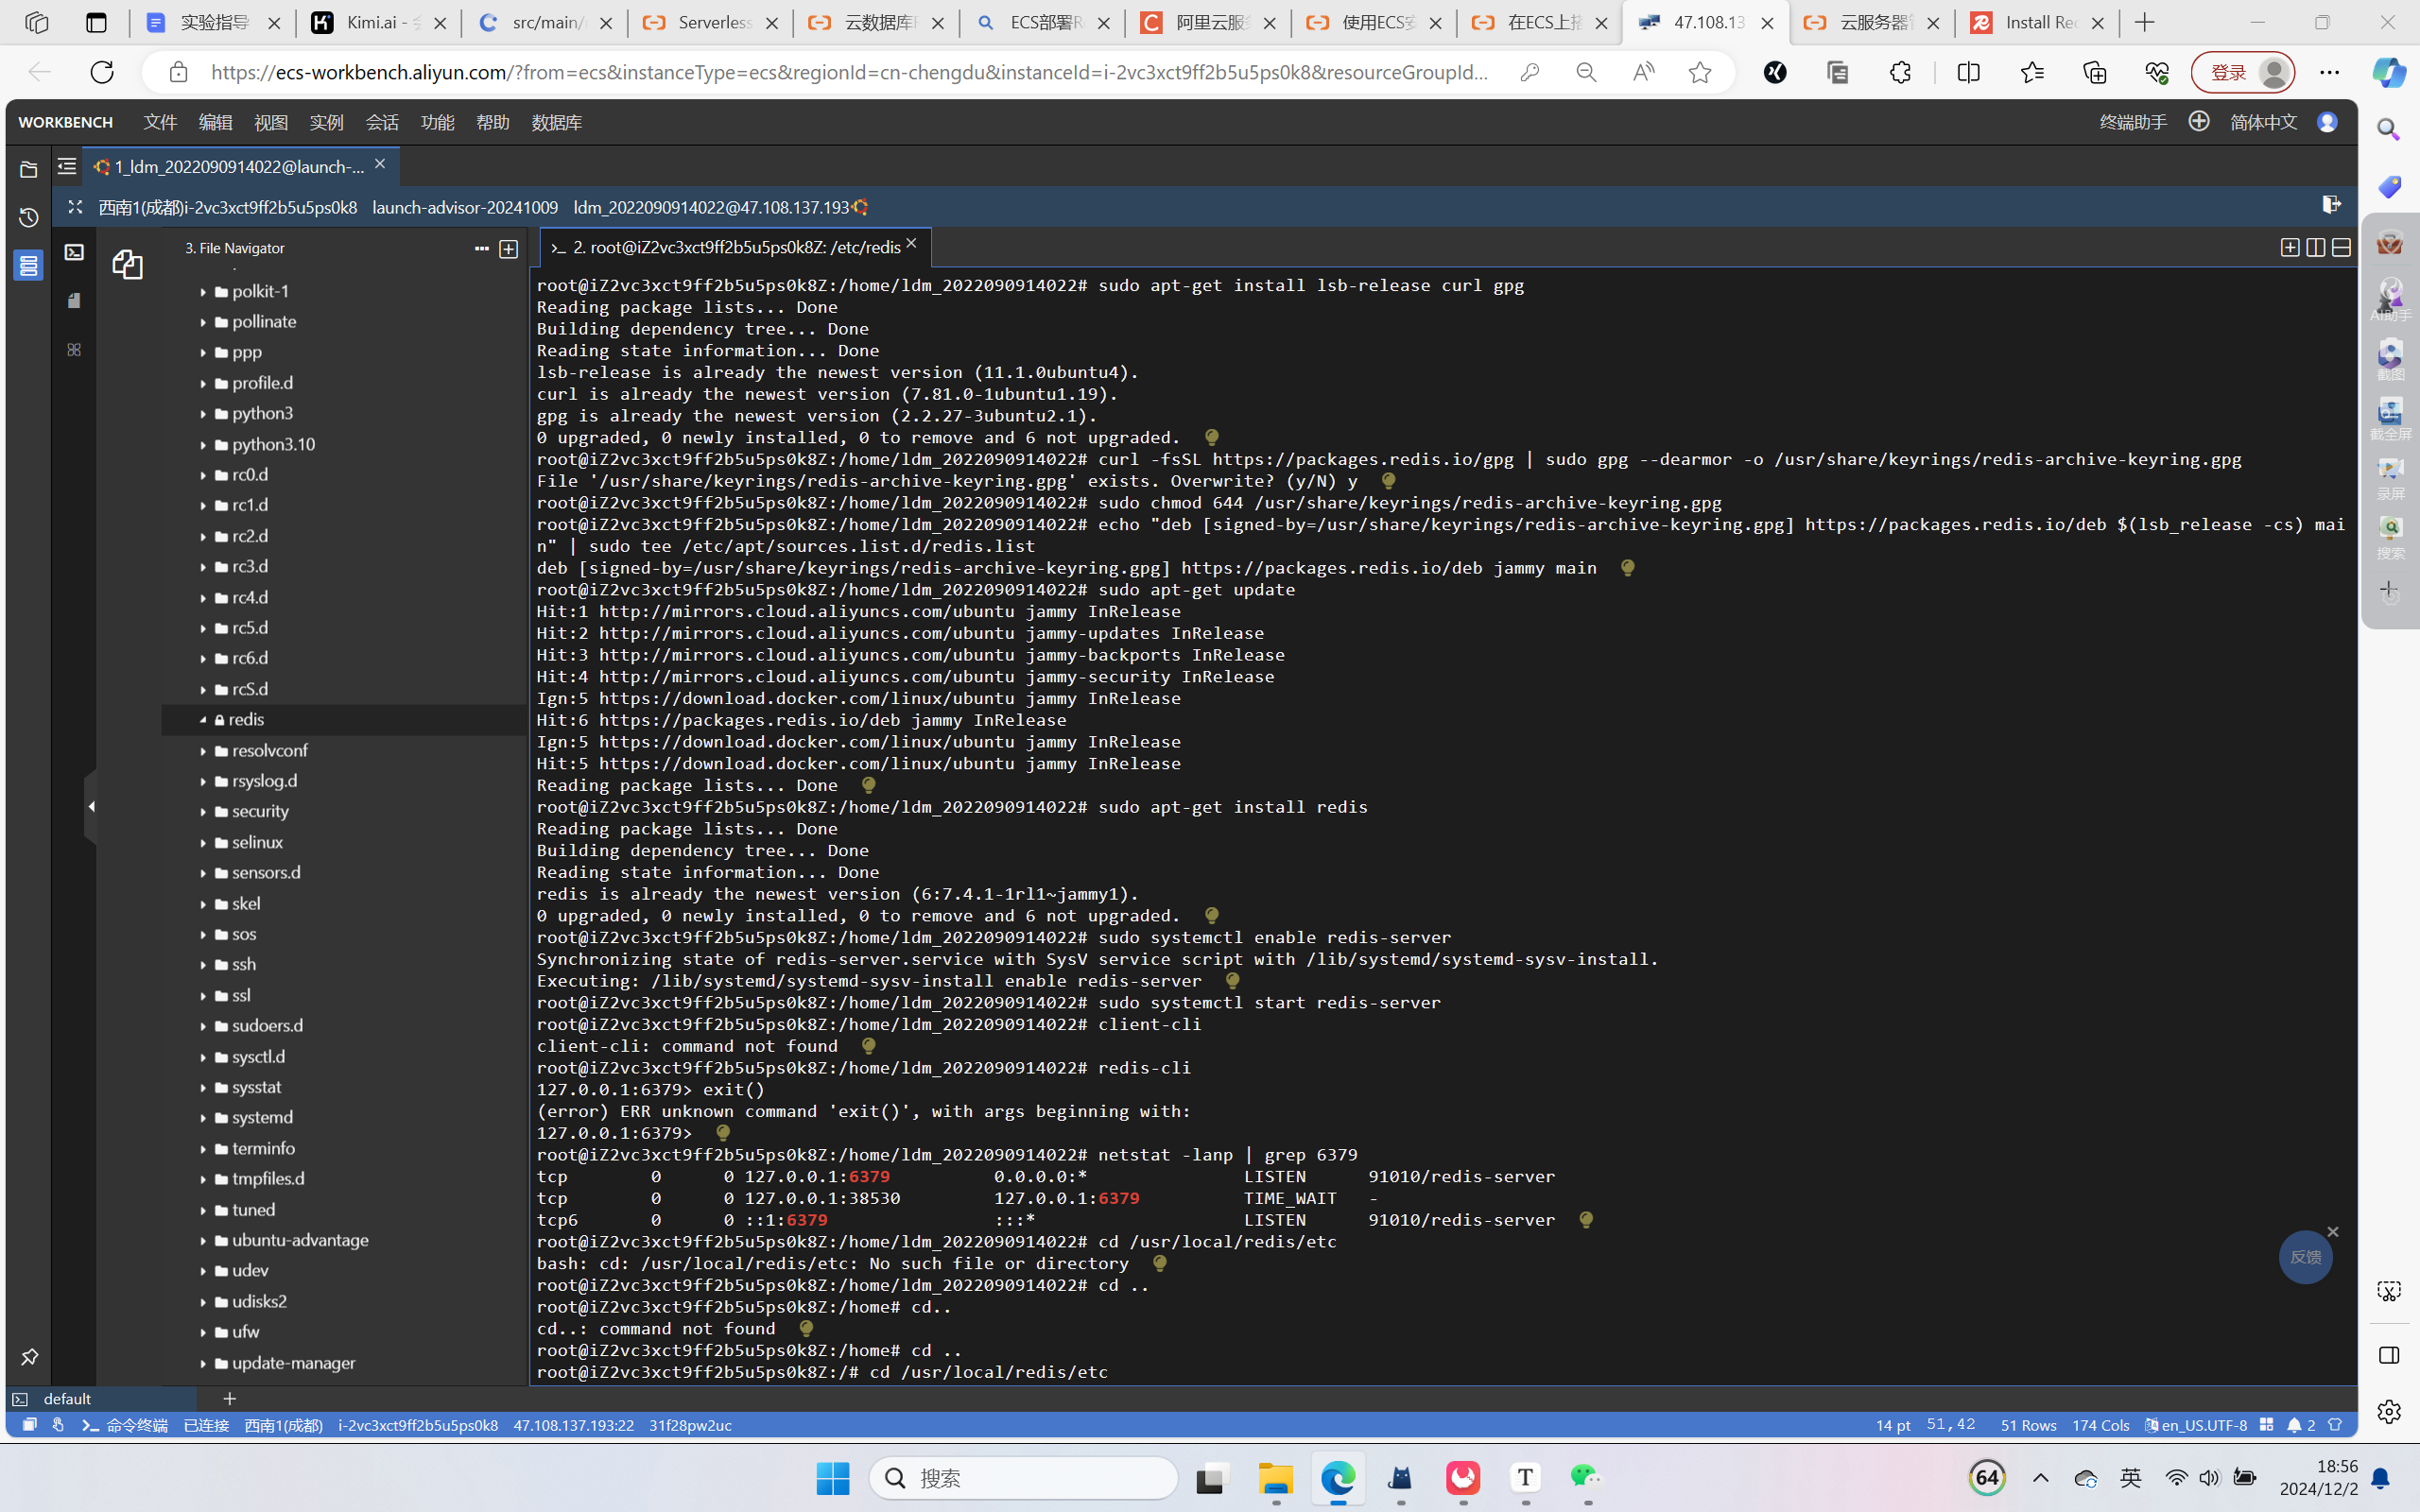 实验指导
Kimi.ai -
src/main/
Serverless
云数据库
ECS部署R
阿里云服
使用ECS安
在ECS上搭
47.108.13
云服务器
Install Re
https://ecs-workbench.aliyun.com/?from=ecs&instanceType=ecs&regionId=cn-chengdu&instanceId=i-2vc3xct9ff2b5u5ps0k8&resourceGroupId...
登录
WORKBENCH 文件 编辑 视图 实例 会话 功能 帮助 数据库
终端助手 简体中文
1_ldm_2022090914022@launch-...
西南1(成都)i-2vc3xct9ff2b5u5ps0k8 launch-advisor-20241009 ldm_2022090914022@47.108.137.193
3. File Navigator
polkit-1
pollinate
ppp
profile.d
python3
python3.10
rc0.d
rc1.d
rc2.d
rc3.d
rc4.d
rc5.d
rc6.d
rcS.d
redis
resolvconf
rsyslog.d
security
selinux
sensors.d
skel
sos
ssh
ssl
sudoers.d
sysctl.d
sysstat
systemd
terminfo
tmpfiles.d
tuned
ubuntu-advantage
udev
udisks2
ufw
update-manager
2. root@iZ2vc3xct9ff2b5u5ps0k8Z: /etc/redis
root@iZ2vc3xct9ff2b5u5ps0k8Z:/home/ldm_2022090914022# sudo apt-get install lsb-release curl gpg
Reading package lists... Done
Building dependency tree... Done
Reading state information... Done
lsb-release is already the newest version (11.1.0ubuntu4).
curl is already the newest version (7.81.0-1ubuntu1.19).
gpg is already the newest version (2.2.27-3ubuntu2.1).
0 upgraded, 0 newly installed, 0 to remove and 6 not upgraded.
root@iZ2vc3xct9ff2b5u5ps0k8Z:/home/ldm_2022090914022# curl -fsSL https://packages.redis.io/gpg | sudo gpg --dearmor -o /usr/share/keyrings/redis-archive-keyring.gpg
File '/usr/share/keyrings/redis-archive-keyring.gpg' exists. Overwrite? (y/N) y
root@iZ2vc3xct9ff2b5u5ps0k8Z:/home/ldm_2022090914022# sudo chmod 644 /usr/share/keyrings/redis-archive-keyring.gpg
root@iZ2vc3xct9ff2b5u5ps0k8Z:/home/ldm_2022090914022# echo "deb [signed-by=/usr/share/keyrings/redis-archive-keyring.gpg] https://packages.redis.io/deb $(lsb_release -cs) mai
n" | sudo tee /etc/apt/sources.list.d/redis.list
deb [signed-by=/usr/share/keyrings/redis-archive-keyring.gpg] https://packages.redis.io/deb jammy main
root@iZ2vc3xct9ff2b5u5ps0k8Z:/home/ldm_2022090914022# sudo apt-get update
Hit:1 http://mirrors.cloud.aliyuncs.com/ubuntu jammy InRelease
Hit:2 http://mirrors.cloud.aliyuncs.com/ubuntu jammy-updates InRelease
Hit:3 http://mirrors.cloud.aliyuncs.com/ubuntu jammy-backports InRelease
Hit:4 http://mirrors.cloud.aliyuncs.com/ubuntu jammy-security InRelease
Ign:5 https://download.docker.com/linux/ubuntu jammy InRelease
Hit:6 https://packages.redis.io/deb jammy InRelease
Ign:5 https://download.docker.com/linux/ubuntu jammy InRelease
Hit:5 https://download.docker.com/linux/ubuntu jammy InRelease
Reading package lists... Done
root@iZ2vc3xct9ff2b5u5ps0k8Z:/home/ldm_2022090914022# sudo apt-get install redis
Reading package lists... Done
Building dependency tree... Done
Reading state information... Done
redis is already the newest version (6:7.4.1-1rl1~jammy1).
0 upgraded, 0 newly installed, 0 to remove and 6 not upgraded.
root@iZ2vc3xct9ff2b5u5ps0k8Z:/home/ldm_2022090914022# sudo systemctl enable redis-server
Synchronizing state of redis-server.service with SysV service script with /lib/systemd/systemd-sysv-install.
Executing: /lib/systemd/systemd-sysv-install enable redis-server
root@iZ2vc3xct9ff2b5u5ps0k8Z:/home/ldm_2022090914022# sudo systemctl start redis-server
root@iZ2vc3xct9ff2b5u5ps0k8Z:/home/ldm_2022090914022# client-cli
client-cli: command not found
root@iZ2vc3xct9ff2b5u5ps0k8Z:/home/ldm_2022090914022# redis-cli
127.0.0.1:6379> exit()
(error) ERR unknown command 'exit()', with args beginning with:
127.0.0.1:6379>
root@iZ2vc3xct9ff2b5u5ps0k8Z:/home/ldm_2022090914022# netstat -lanp | grep 6379
tcp 0 0 127.0.0.1:6379 0.0.0.0:* LISTEN 91010/redis-server
tcp 0 0 127.0.0.1:38530 127.0.0.1:6379 TIME_WAIT -
tcp6 0 0 ::1:6379 :::* LISTEN 91010/redis-server
root@iZ2vc3xct9ff2b5u5ps0k8Z:/home/ldm_2022090914022# cd /usr/local/redis/etc
bash: cd: /usr/local/redis/etc: No such file or directory
root@iZ2vc3xct9ff2b5u5ps0k8Z:/home/ldm_2022090914022# cd ..
root@iZ2vc3xct9ff2b5u5ps0k8Z:/home# cd..
cd..: command not found
root@iZ2vc3xct9ff2b5u5ps0k8Z:/home# cd ..
root@iZ2vc3xct9ff2b5u5ps0k8Z:/# cd /usr/local/redis/etc
AI助手
截图
截全屏
录屏
搜索
反馈
default
命令终端 已连接 西南1(成都) i-2vc3xct9ff2b5u5ps0k8 47.108.137.193:22 31f28pw2uc
14 pt 51,42 51 Rows 174 Cols en_US.UTF-8 2
搜索
T
64
英
18:56
2024/12/2